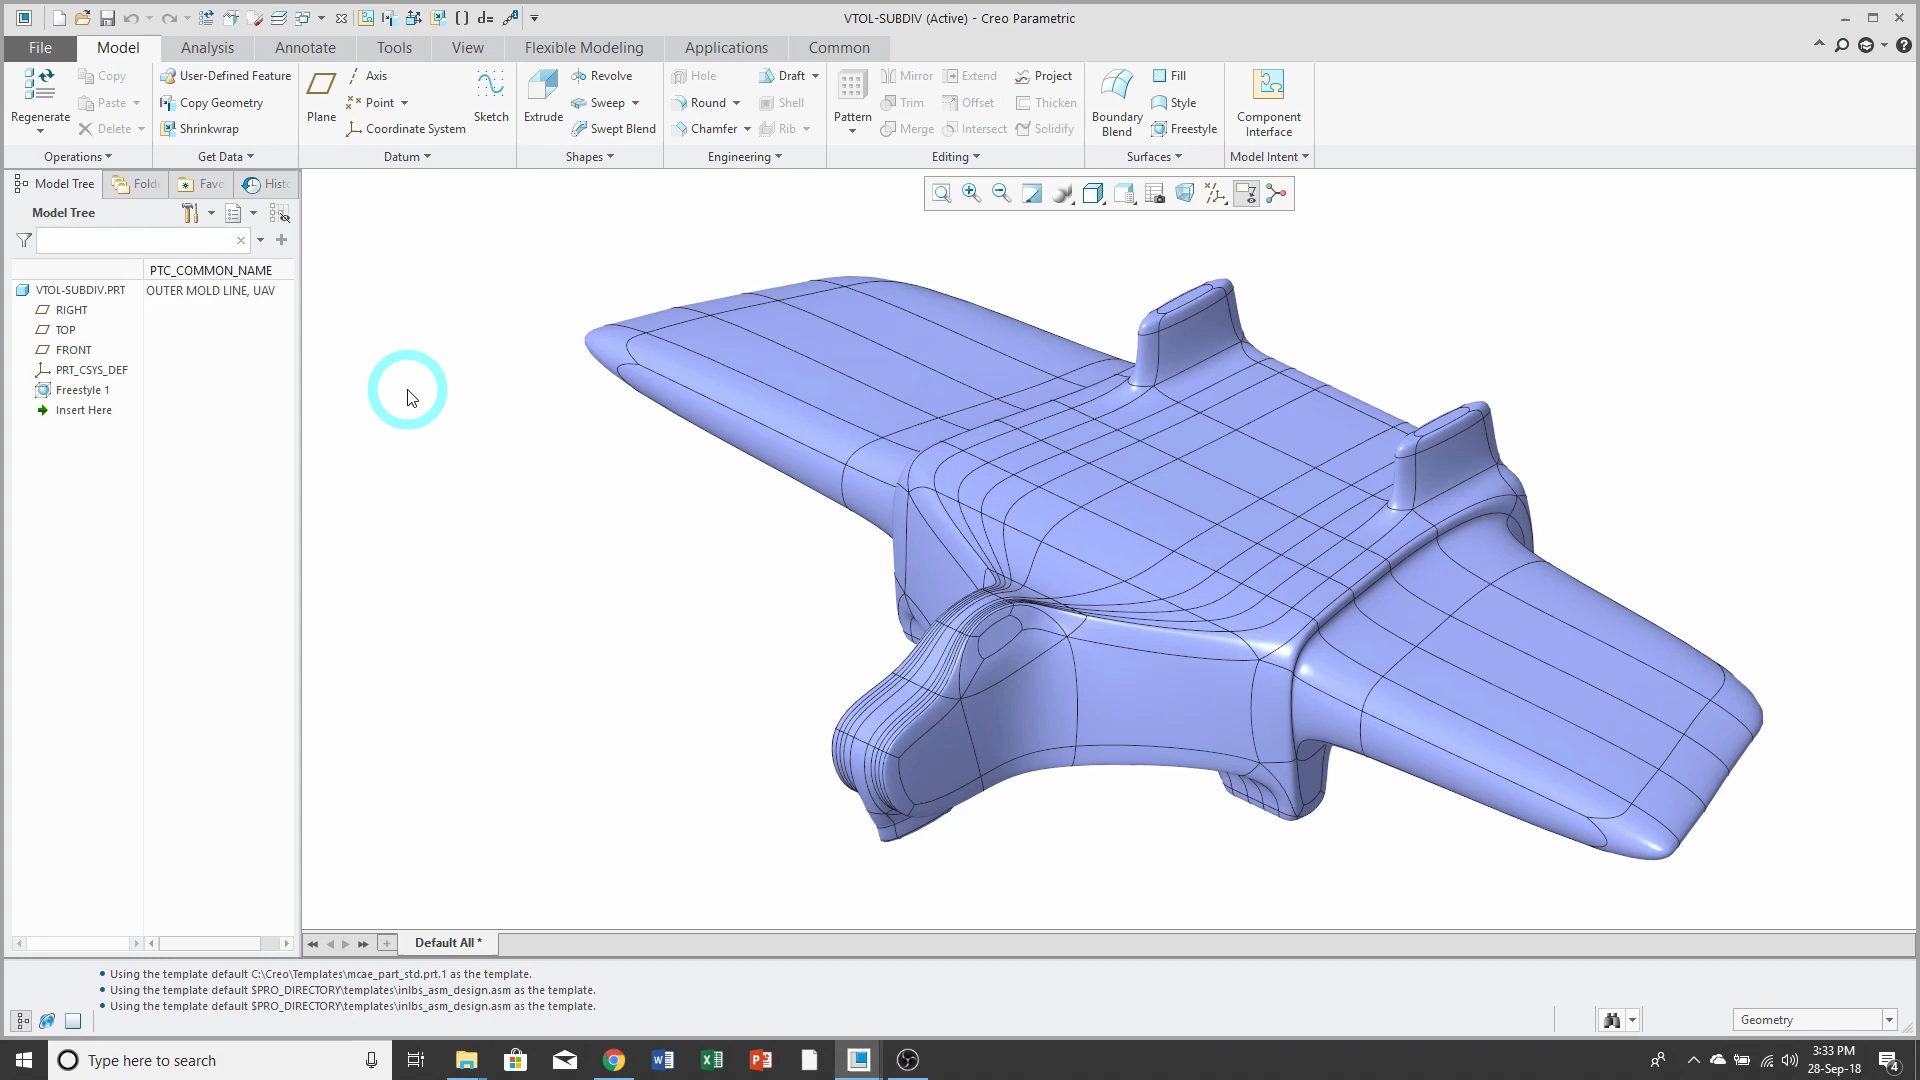 VTOL-SUBDIV (Active) - Creo Parametric
File Model Analysis Annotate Tools View Flexible Modeling Applications Common
Regenerate
Copy
Paste
Delete
Operations
User-Defined Feature
Copy Geometry
Shrinkwrap
Get Data
Plane
Axis
Point
Coordinate System
Sketch
Datum
Extrude
Revolve
Sweep
Swept Blend
Shapes
Hole
Round
Chamfer
Draft
Shell
Rib
Engineering
Pattern
Mirror
Trim
Merge
Extend
Offset
Intersect
Project
Thicken
Solidify
Editing
Boundary
Blend
Fill
Style
Freestyle
Surfaces
Component
Interface
Model Intent
Model Tree Fold Favo Histo
Model Tree
PTC_COMMON_NAME
VTOL-SUBDIV.PRT OUTER MOLD LINE, UAV
RIGHT
TOP
FRONT
PRT_CSYS_DEF
Freestyle 1
Insert Here
Default All *
Using the template default C:\Creo\Templates\mcae_part_std.prt.1 as the template.
Using the template default $PRO_DIRECTORY\templates\inlbs_asm_design.asm as the template.
Using the template default $PRO_DIRECTORY\templates\inlbs_asm_design.asm as the template.
Geometry
Type here to search
3:33 PM
28-Sep-18
4